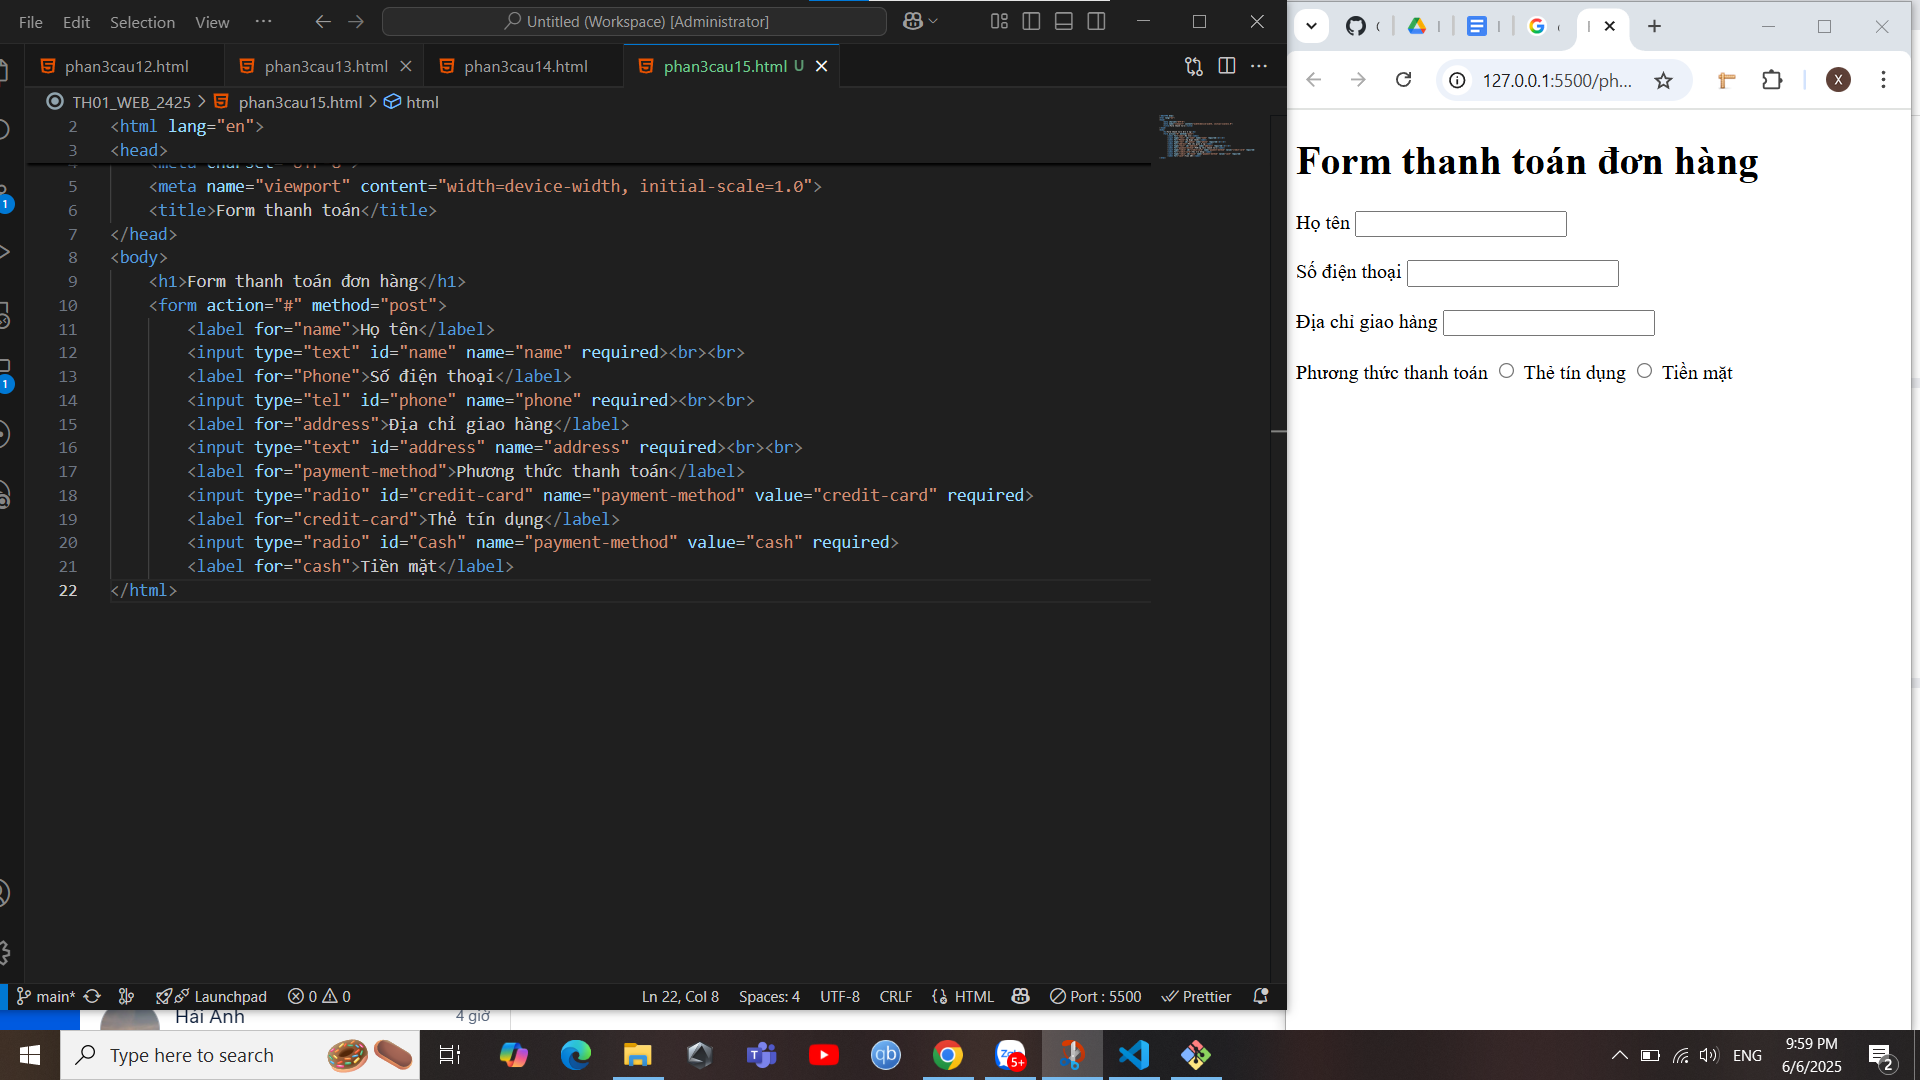 File Edit Selection View ··· Untitled (Workspace) [Administrator]
phan3cau12.html phan3cau13.html phan3cau14.html phan3cau15.html U
TH01_WEB_2425 > phan3cau15.html > html
2 <html lang="en">
3 <head>
5 <meta name="viewport" content="width=device-width, initial-scale=1.0">
6 <title>Form thanh toán</title>
7 </head>
8 <body>
9 <h1>Form thanh toán đơn hàng</h1>
10 <form action="#" method="post">
11 <label for="name">Họ tên</label>
12 <input type="text" id="name" name="name" required><br><br>
13 <label for="Phone">Số điện thoại</label>
14 <input type="tel" id="phone" name="phone" required><br><br>
15 <label for="address">Địa chỉ giao hàng</label>
16 <input type="text" id="address" name="address" required><br><br>
17 <label for="payment-method">Phương thức thanh toán</label>
18 <input type="radio" id="credit-card" name="payment-method" value="credit-card" required>
19 <label for="credit-card">Thẻ tín dụng</label>
20 <input type="radio" id="Cash" name="payment-method" value="cash" required>
21 <label for="cash">Tiền mặt</label>
22 </html>
1
1
main* Launchpad 0 0 Ln 22, Col 8 Spaces: 4 UTF-8 CRLF HTML Port : 5500 Prettier
127.0.0.1:5500/ph... X
Form thanh toán đơn hàng
Họ tên
Số điện thoại
Địa chỉ giao hàng
Phương thức thanh toán Thẻ tín dụng Tiền mặt
Hải Anh 4 giờ
Type here to search qb 5+ ENG
9:59 PM
6/6/2025
2